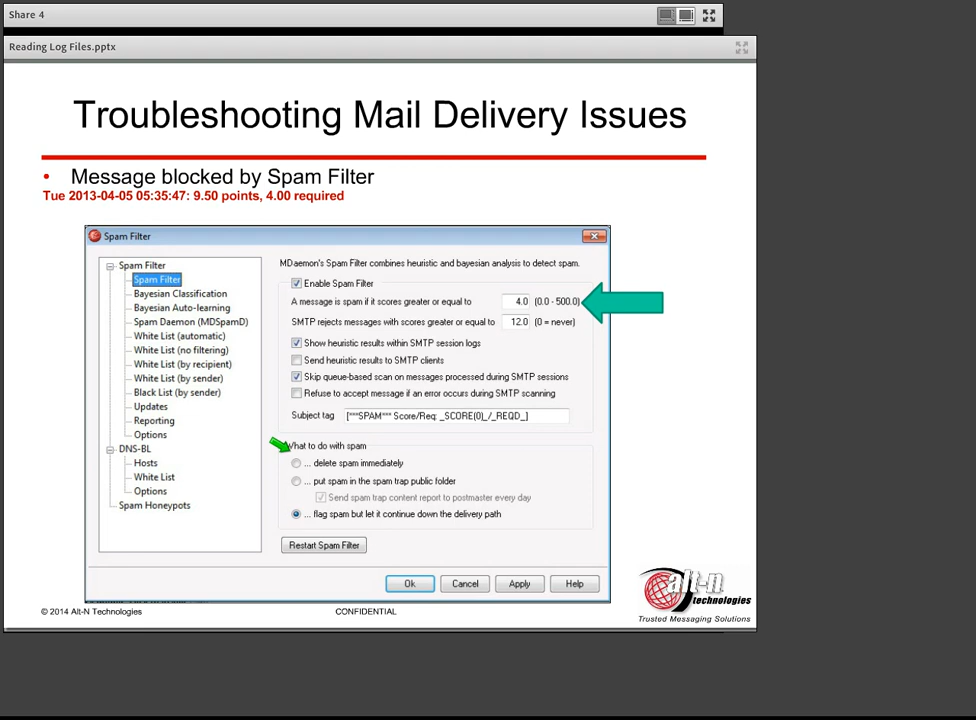 Share 4
Reading Log Files.pptx
Troubleshooting Mail Delivery Issues
• Message blocked by Spam Filter
Tue 2013-04-05 05:35:47: 9.50 points, 4.00 required
Spam Filter
Spam Filter
Spam Filter
Bayesian Classification
Bayesian Auto-learning
Spam Daemon (MDSpamD)
White List (automatic)
White List (no filtering)
White List (by recipient)
White List (by sender)
Black List (by sender)
Updates
Reporting
Options
DNS-BL
Hosts
White List
Options
Spam Honeypots
MDaemon's Spam Filter combines heuristic and bayesian analysis to detect spam.
Enable Spam Filter
A message is spam if it scores greater or equal to 4.0 (0.0 - 500.0)
SMTP rejects messages with scores greater or equal to 12.0 (0 = never)
Show heuristic results within SMTP session logs
Send heuristic results to SMTP clients
Skip queue-based scan on messages processed during SMTP sessions
Refuse to accept message if an error occurs during SMTP scanning
Subject tag [***SPAM*** Score/Req: _SCORE(0)_/_REQD_]
What to do with spam
... delete spam immediately
... put spam in the spam trap public folder
Send spam trap content report to postmaster every day
... flag spam but let it continue down the delivery path
Restart Spam Filter
Ok Cancel Apply Help
alt-n
technologies
Trusted Messaging Solutions
© 2014 Alt-N Technologies CONFIDENTIAL